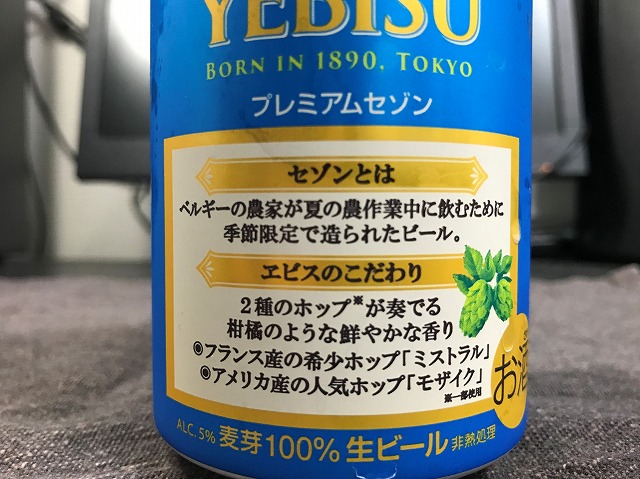 YEBISU
BORN IN 1890, TOKYO
プレミアムセゾン
セゾンとは
ベルギーの農家が夏の農作業中に飲むために
季節限定で造られたビール。
ヱビスのこだわり
2種のホップ※が奏でる
柑橘のような鮮やかな香り
◉フランス産の希少ホップ「ミストラル」
◉アメリカ産の人気ホップ「モザイク」
※一部使用
お酒
ALC.5% 麦芽100% 生ビール 非熱処理